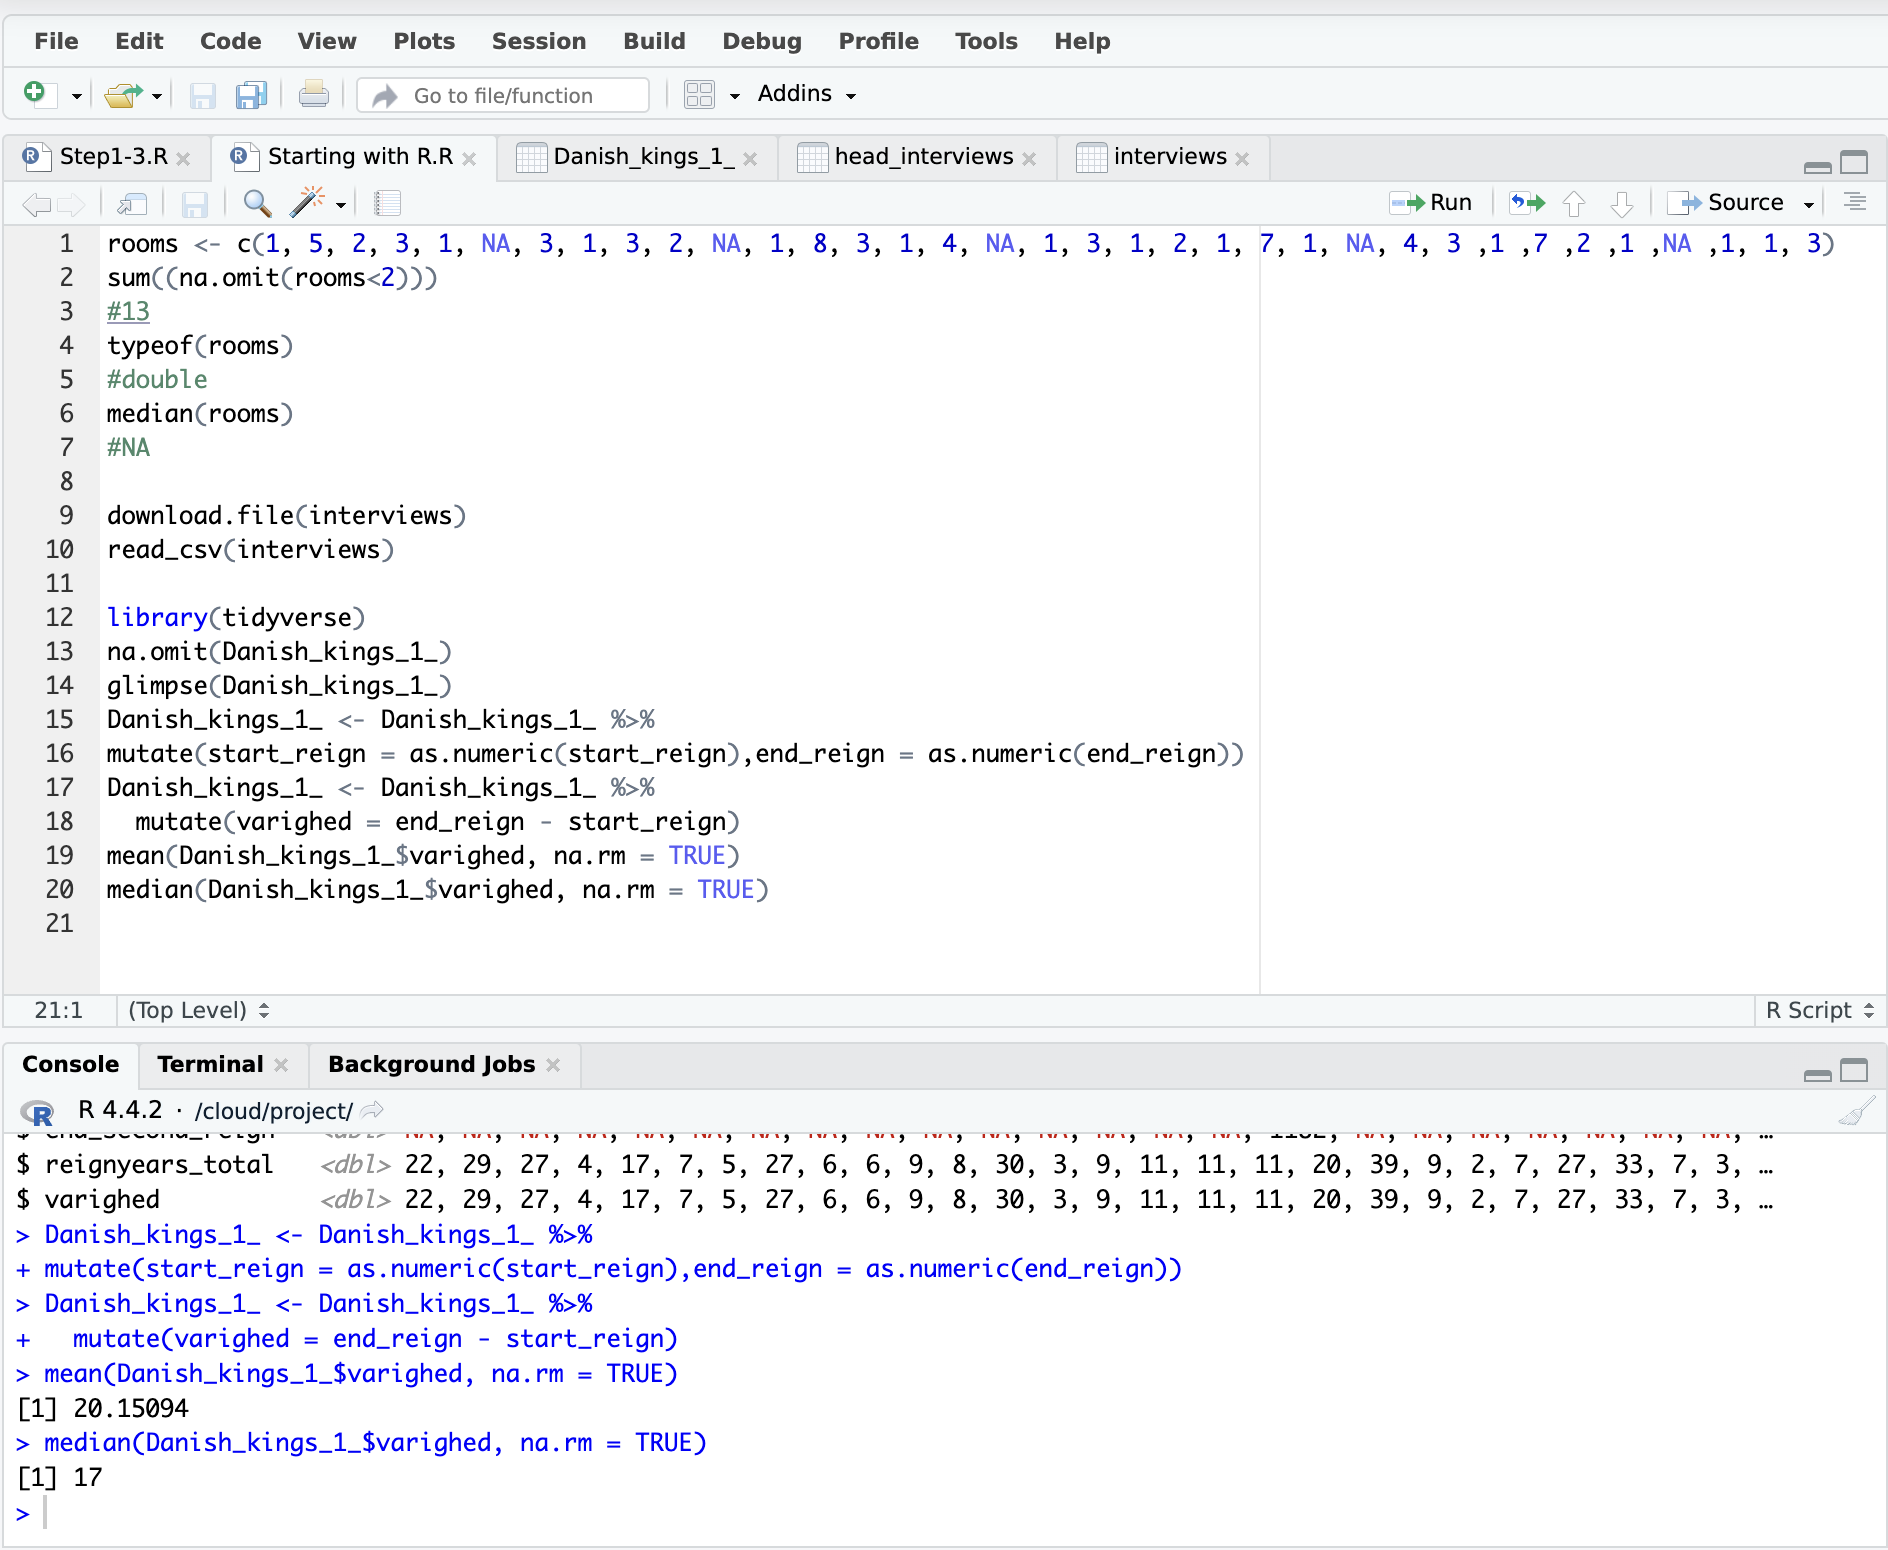 File Edit Code View Plots Session Build Debug Profile Tools Help
Go to file/function Addins
Step1-3.R Starting with R.R Danish_kings_1_ head_interviews interviews
Run Source
1 rooms <- c(1, 5, 2, 3, 1, NA, 3, 1, 3, 2, NA, 1, 8, 3, 1, 4, NA, 1, 3, 1, 2, 1, 7, 1, NA, 4, 3 ,1 ,7 ,2 ,1 ,NA ,1, 1, 3)
2 sum((na.omit(rooms<2)))
3 #13
4 typeof(rooms)
5 #double
6 median(rooms)
7 #NA
8
9 download.file(interviews)
10 read_csv(interviews)
11
12 library(tidyverse)
13 na.omit(Danish_kings_1_)
14 glimpse(Danish_kings_1_)
15 Danish_kings_1_ <- Danish_kings_1_ %>%
16 mutate(start_reign = as.numeric(start_reign),end_reign = as.numeric(end_reign))
17 Danish_kings_1_ <- Danish_kings_1_ %>%
18   mutate(varighed = end_reign - start_reign)
19 mean(Danish_kings_1_$varighed, na.rm = TRUE)
20 median(Danish_kings_1_$varighed, na.rm = TRUE)
21
21:1 (Top Level) R Script
Console Terminal Background Jobs
R R 4.4.2 · /cloud/project/
$ reignyears_total <dbl> 22, 29, 27, 4, 17, 7, 5, 27, 6, 6, 9, 8, 30, 3, 9, 11, 11, 11, 20, 39, 9, 2, 7, 27, 33, 7, 3, …
$ varighed <dbl> 22, 29, 27, 4, 17, 7, 5, 27, 6, 6, 9, 8, 30, 3, 9, 11, 11, 11, 20, 39, 9, 2, 7, 27, 33, 7, 3, …
> Danish_kings_1_ <- Danish_kings_1_ %>%
+ mutate(start_reign = as.numeric(start_reign),end_reign = as.numeric(end_reign))
> Danish_kings_1_ <- Danish_kings_1_ %>%
+   mutate(varighed = end_reign - start_reign)
> mean(Danish_kings_1_$varighed, na.rm = TRUE)
[1] 20.15094
> median(Danish_kings_1_$varighed, na.rm = TRUE)
[1] 17
>